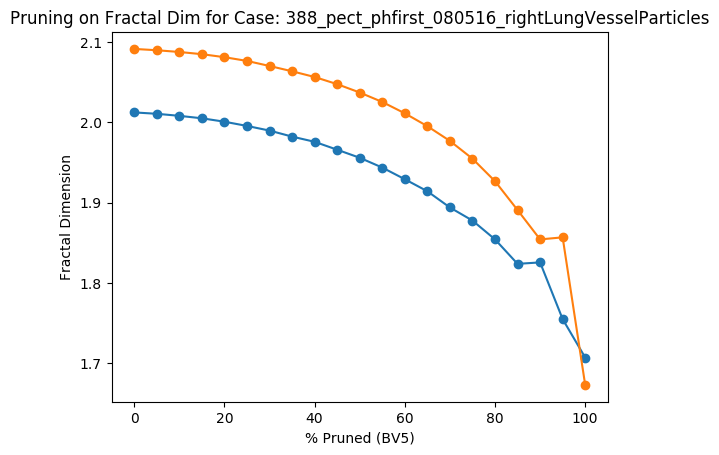 Pruning on Fractal Dim for Case: 388_pect_phfirst_080516_rightLungVesselParticles
2.1
2.0
1.9
1.8
1.7
Fractal Dimension
0 20 40 60 80 100
% Pruned (BV5)